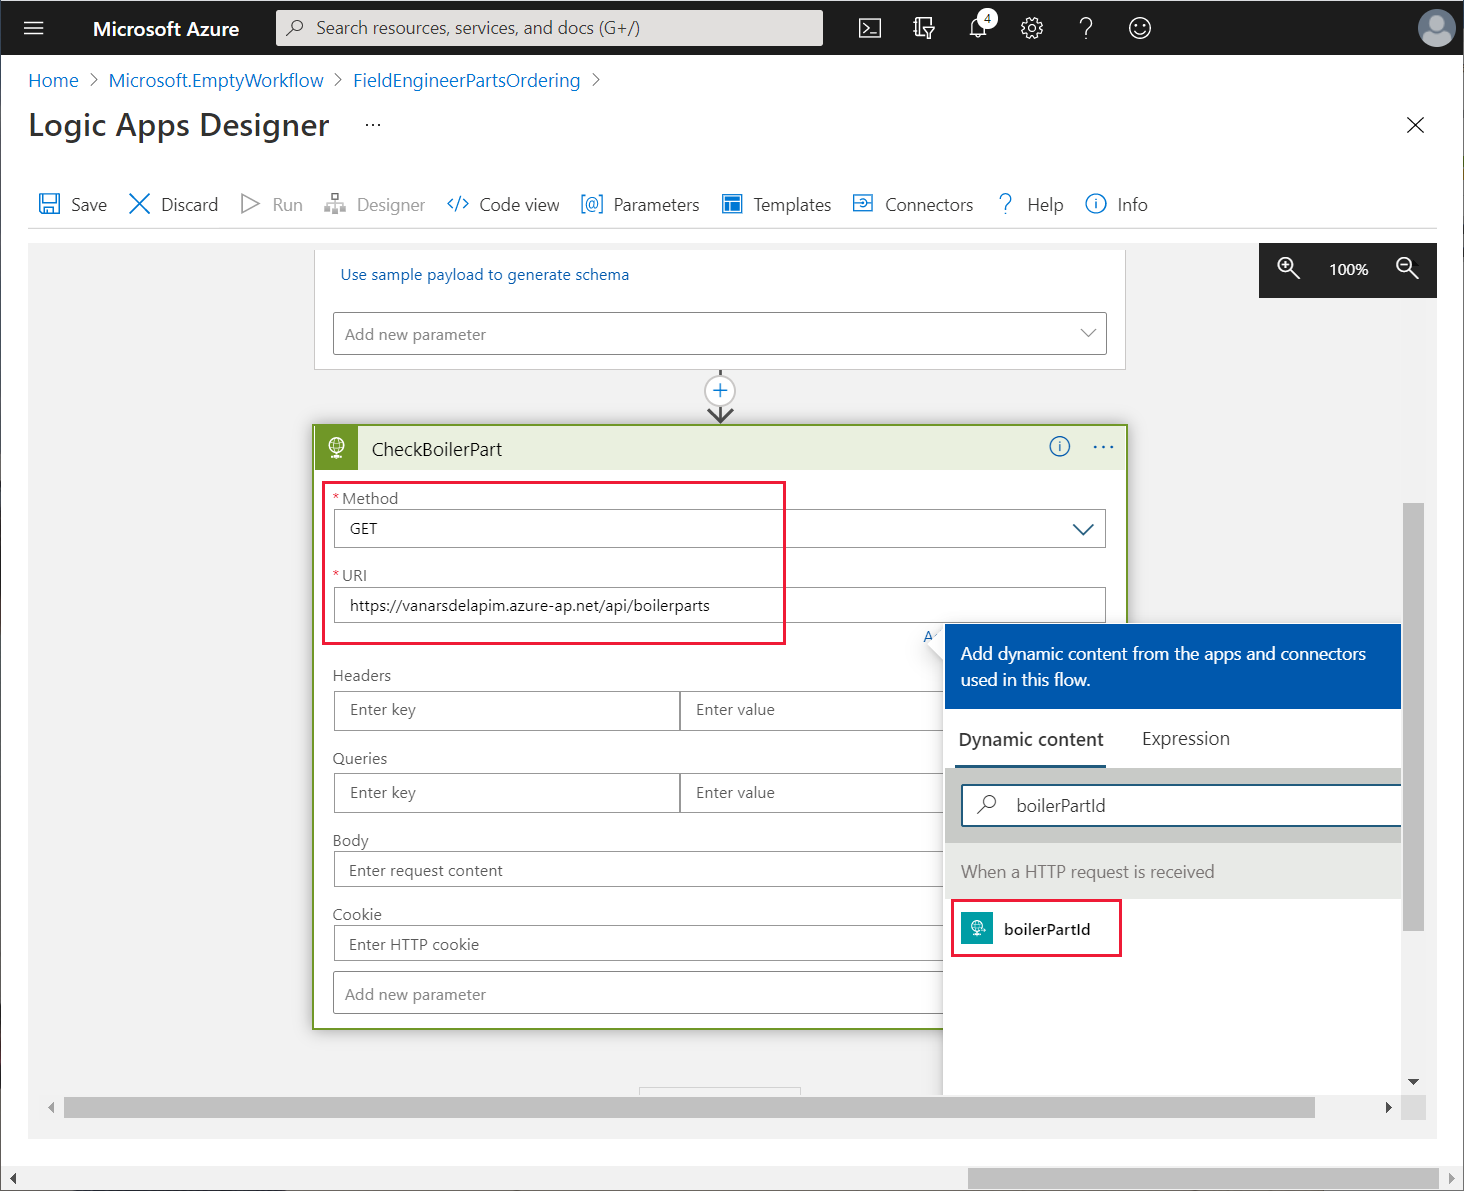 Microsoft Azure
Search resources, services, and docs (G+/)
4
Home > Microsoft.EmptyWorkflow > FieldEngineerPartsOrdering >
Logic Apps Designer ...
Save Discard Run Designer Code view Parameters Templates Connectors Help Info
Use sample payload to generate schema
100%
Add new parameter
CheckBoilerPart
* Method
GET
* URI
https://vanarsdelapim.azure-ap.net/api/boilerparts
A
Add dynamic content from the apps and connectors
used in this flow.
Headers
Enter key Enter value
Dynamic content Expression
Queries
Enter key Enter value
boilerPartId
Body
Enter request content
When a HTTP request is received
Cookie
Enter HTTP cookie
boilerPartId
Add new parameter